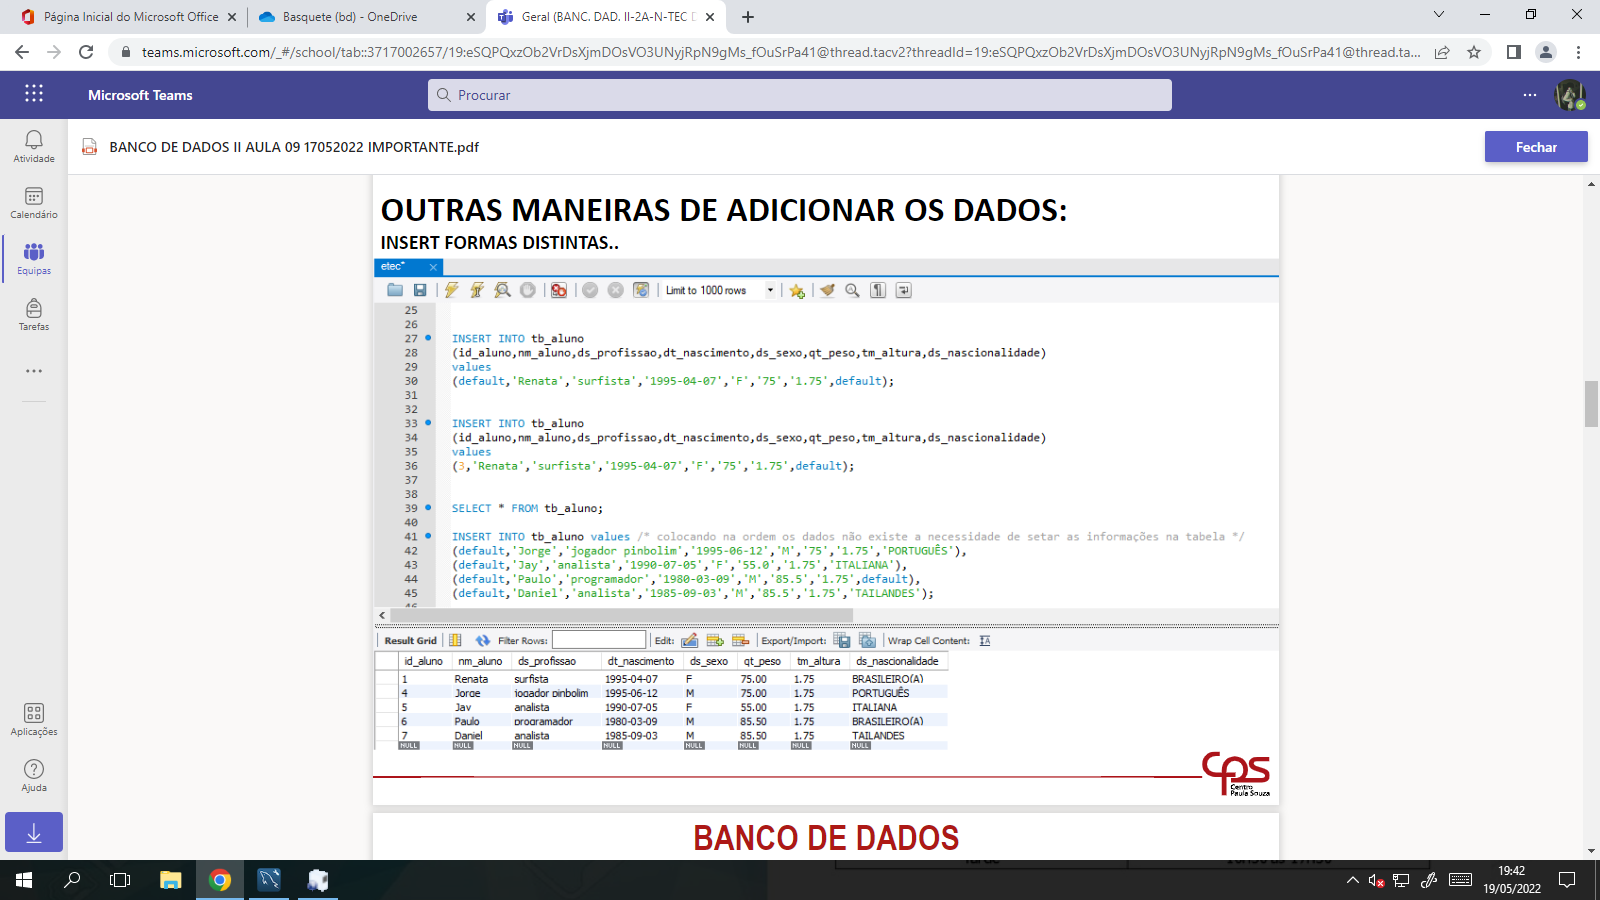 Página Inicial do Microsoft Office
Basquete (bd) - OneDrive
Geral (BANC. DAD. II-2A-N-TEC D
teams.microsoft.com/_#/school/tab::3717002657/19:eSQPQxzOb2VrDsXjmDOsVO3UNyjRpN9gMs_fOuSrPa41@thread.tacv2?threadId=19:eSQPQxzOb2VrDsXjmDOsVO3UNyjRpN9gMs_fOuSrPa41@thread.ta...
Microsoft Teams
Procurar
Atividade
Calendário
Equipas
Tarefas
Aplicações
Ajuda
BANCO DE DADOS II AULA 09 17052022 IMPORTANTE.pdf
Fechar
OUTRAS MANEIRAS DE ADICIONAR OS DADOS:
INSERT FORMAS DISTINTAS..
etec*
Limit to 1000 rows
25
26
27 INSERT INTO tb_aluno
28 (id_aluno,nm_aluno,ds_profissao,dt_nascimento,ds_sexo,qt_peso,tm_altura,ds_nascionalidade)
29 values
30 (default,'Renata','surfista','1995-04-07','F','75','1.75',default);
31
32
33 INSERT INTO tb_aluno
34 (id_aluno,nm_aluno,ds_profissao,dt_nascimento,ds_sexo,qt_peso,tm_altura,ds_nascionalidade)
35 values
36 (3,'Renata','surfista','1995-04-07','F','75','1.75',default);
37
38
39 SELECT * FROM tb_aluno;
40
41 INSERT INTO tb_aluno values /* colocando na ordem os dados não existe a necessidade de setar as informações na tabela */
42 (default,'Jorge','jogador pinbolim','1995-06-12','M','75','1.75','PORTUGUÊS'),
43 (default,'Jay','analista','1990-07-05','F','55.0','1.75','ITALIANA'),
44 (default,'Paulo','programador','1980-03-09','M','85.5','1.75',default),
45 (default,'Daniel','analista','1985-09-03','M','85.5','1.75','TAILANDES');
Result Grid Filter Rows: Edit: Export/Import: Wrap Cell Content:
id_aluno nm_aluno ds_profissao dt_nascimento ds_sexo qt_peso tm_altura ds_nascionalidade
1 Renata surfista 1995-04-07 F 75.00 1.75 BRASILEIRO(A)
4 Jorge jogador pinbolim 1995-06-12 M 75.00 1.75 PORTUGUÊS
5 Jay analista 1990-07-05 F 55.00 1.75 ITALIANA
6 Paulo programador 1980-03-09 M 85.50 1.75 BRASILEIRO(A)
7 Daniel analista 1985-09-03 M 85.50 1.75 TAILANDES
NULL NULL NULL NULL NULL NULL NULL NULL
cps
Centro
Paula Souza
BANCO DE DADOS
19:42
19/05/2022